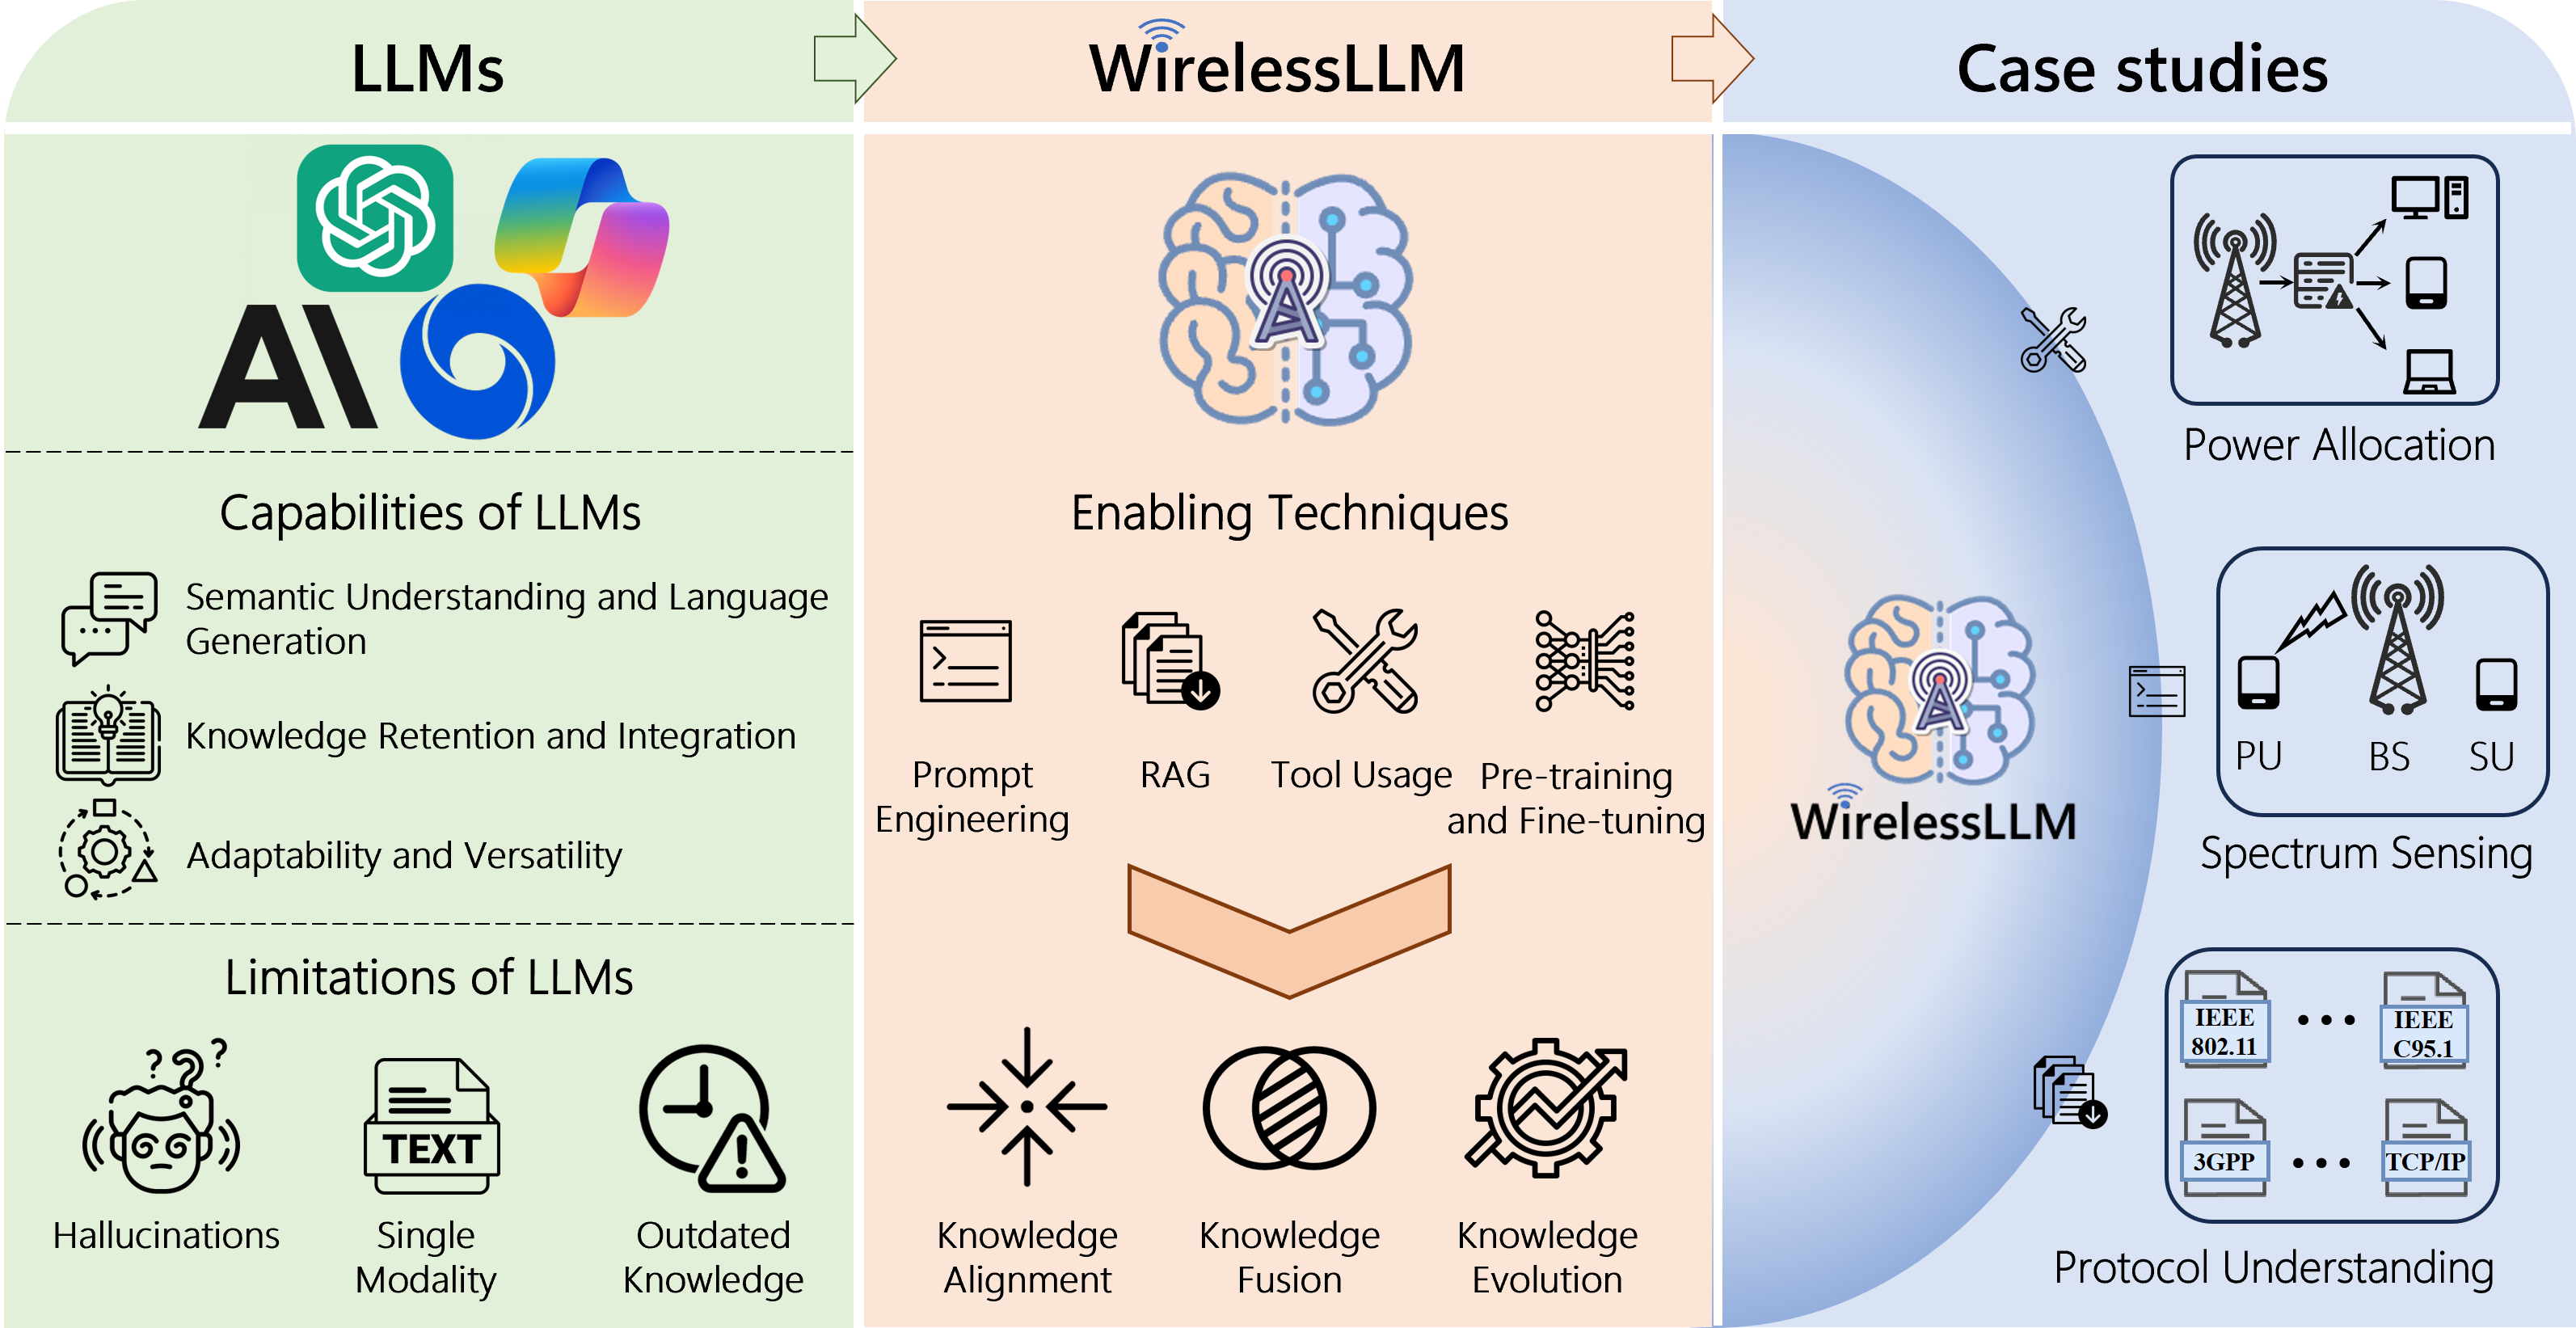 LLMs
WirelessLLM
Case studies
Capabilities of LLMs
Semantic Understanding and Language
Generation
Knowledge Retention and Integration
Adaptability and Versatility
Limitations of LLMs
TEXT
Hallucinations
Single
Modality
Outdated
Knowledge
Enabling Techniques
Prompt
Engineering
RAG
Tool Usage
Pre-training
and Fine-tuning
Knowledge
Alignment
Knowledge
Fusion
Knowledge
Evolution
WirelessLLM
Power Allocation
PU
BS
SU
Spectrum Sensing
IEEE
802.11
IEEE
C95.1
3GPP
TCP/IP
Protocol Understanding